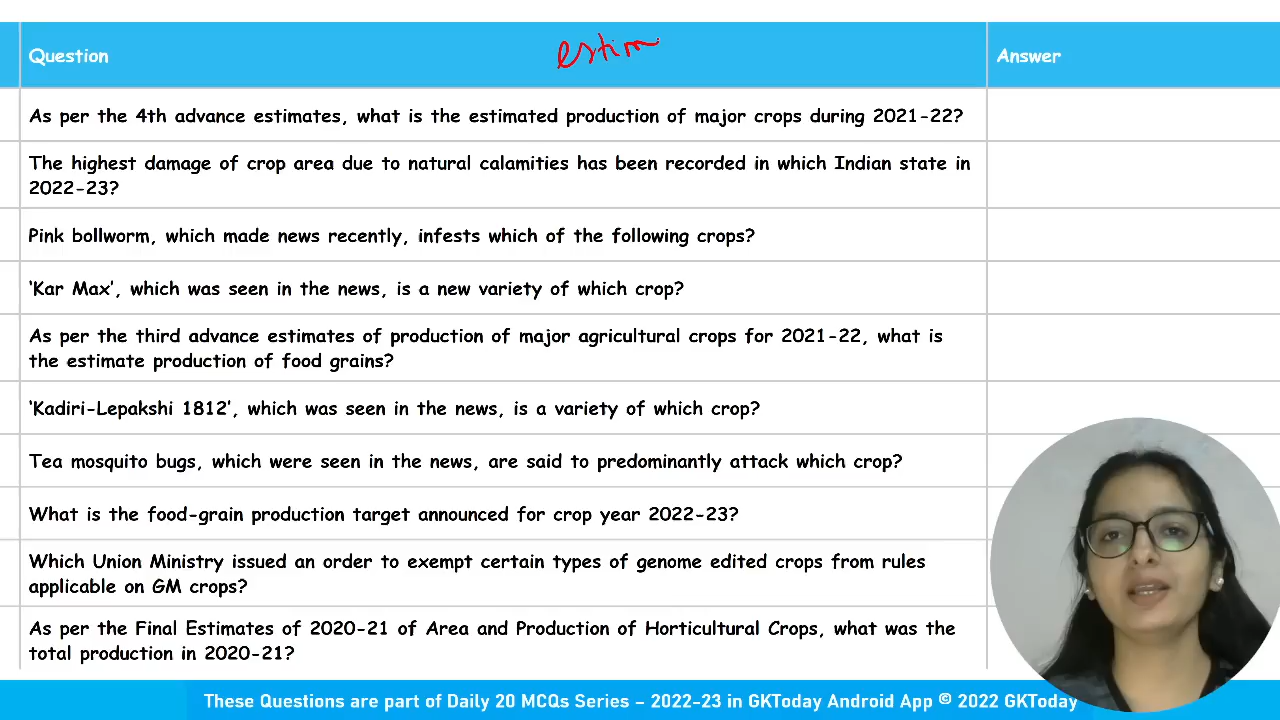 Question
estim
Answer
As per the 4th advance estimates, what is the estimated production of major crops during 2021-22?
The highest damage of crop area due to natural calamities has been recorded in which Indian state in
2022-23?
Pink bollworm, which made news recently, infests which of the following crops?
‘Kar Max’, which was seen in the news, is a new variety of which crop?
As per the third advance estimates of production of major agricultural crops for 2021-22, what is
the estimate production of food grains?
‘Kadiri-Lepakshi 1812’, which was seen in the news, is a variety of which crop?
Tea mosquito bugs, which were seen in the news, are said to predominantly attack which crop?
What is the food-grain production target announced for crop year 2022-23?
Which Union Ministry issued an order to exempt certain types of genome edited crops from rules
applicable on GM crops?
As per the Final Estimates of 2020-21 of Area and Production of Horticultural Crops, what was the
total production in 2020-21?
These Questions are part of Daily 20 MCQs Series – 2022-23 in GKToday Android App © 2022 GKToday